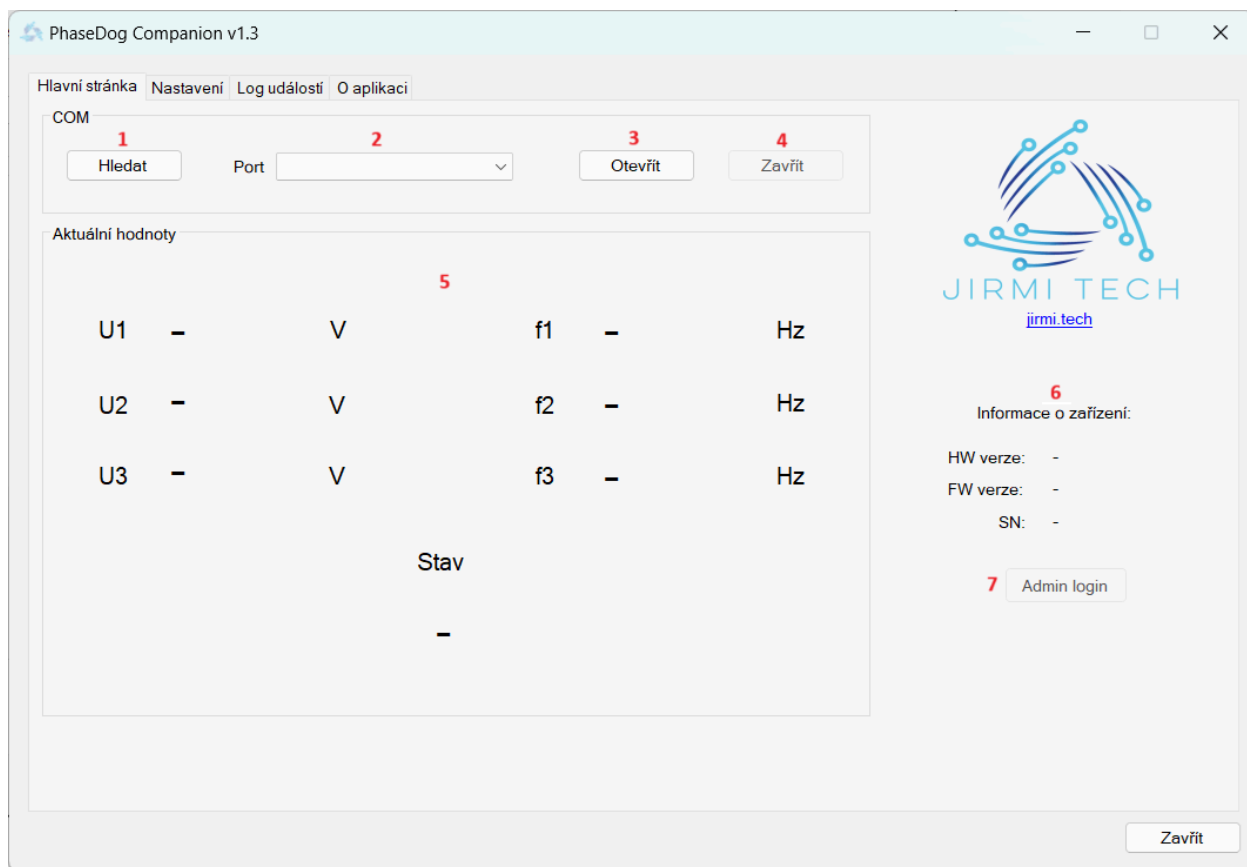 PhaseDog Companion v1.3
Hlavní stránka Nastavení Log událostí O aplikaci
COM
1 2 3 4
Hledat Port Otevřít Zavřít
Aktuální hodnoty
5
U1 - V f1 - Hz
U2 - V f2 - Hz
U3 - V f3 - Hz
Stav
-
JIRMI TECH
jirmi.tech
6
Informace o zařízení:
HW verze: -
FW verze: -
SN: -
7 Admin login
Zavřít